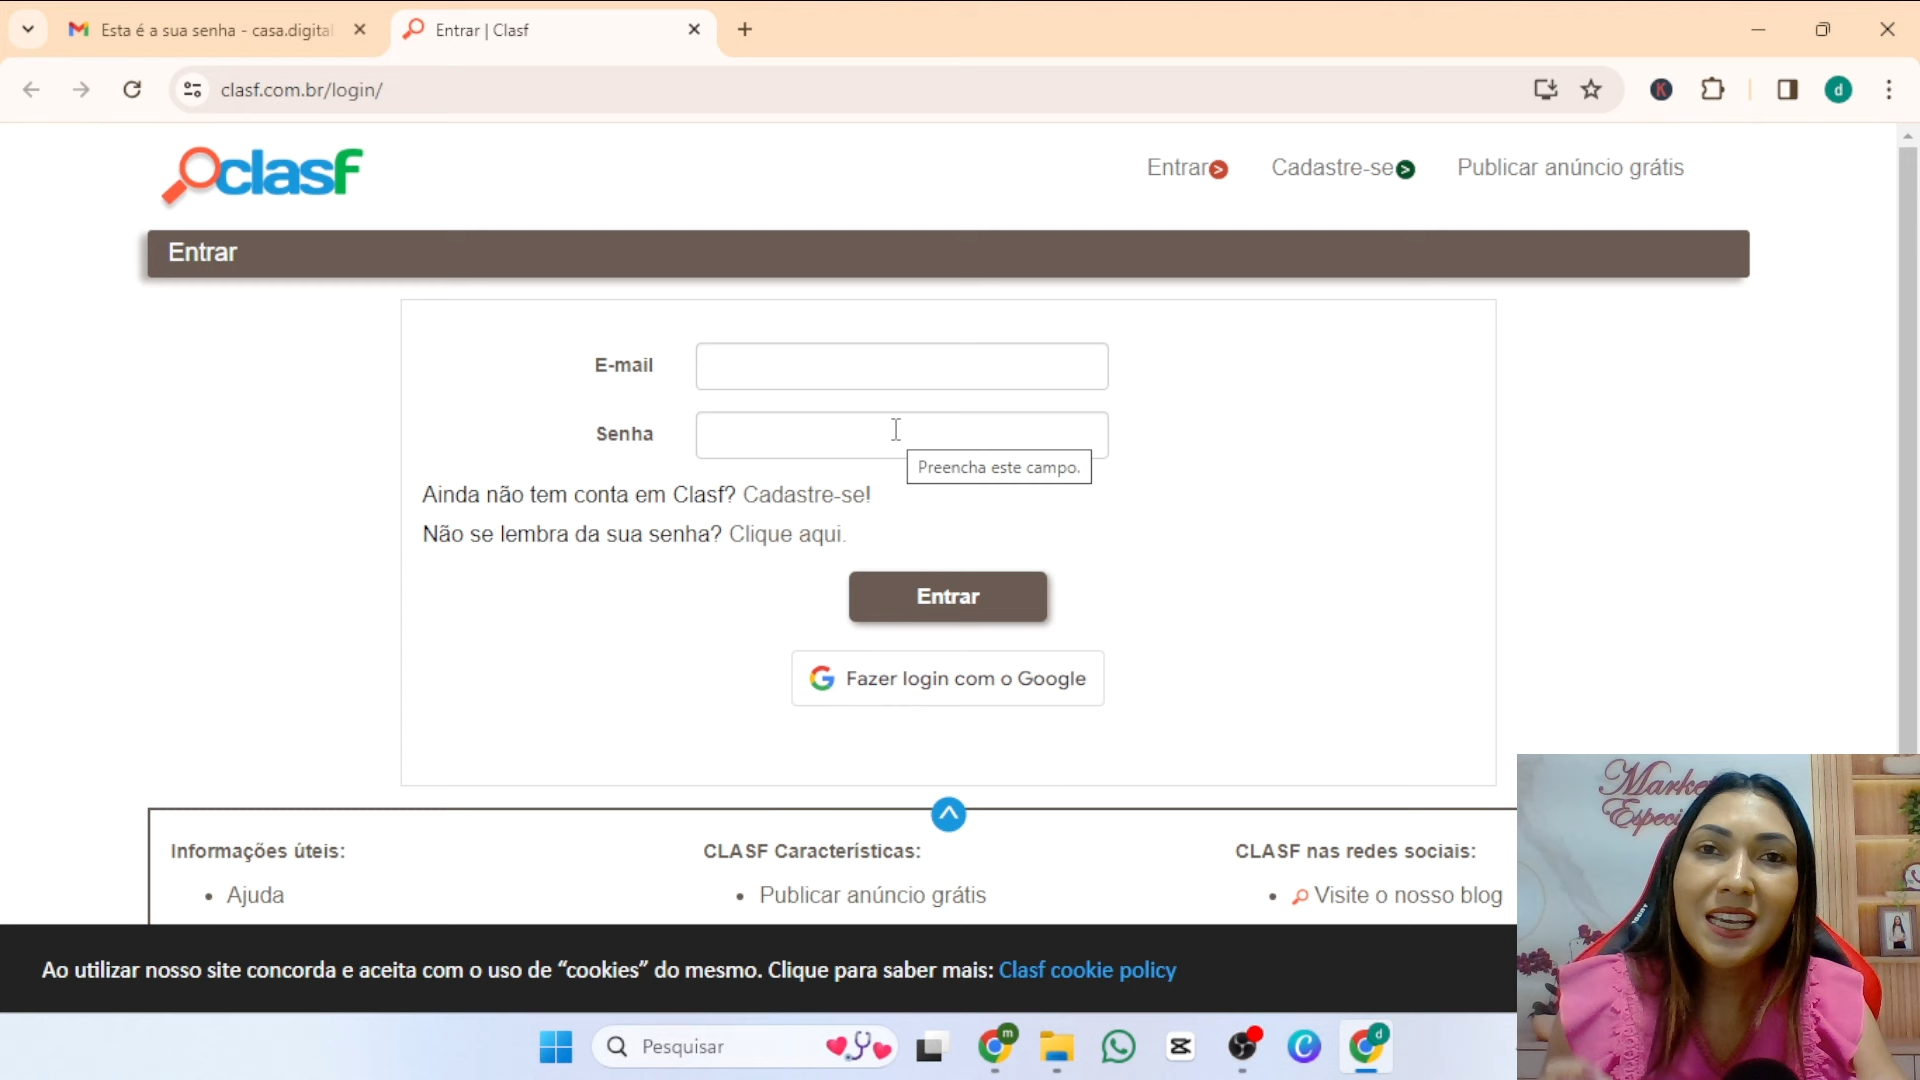 Esta é a sua senha - casa.digital
Entrar | Clasf
clasf.com.br/login/
K
d
clasf
Entrar
Cadastre-se
Publicar anúncio grátis
Entrar
E-mail
Senha
Preencha este campo.
Ainda não tem conta em Clasf? Cadastre-se!
Não se lembra da sua senha? Clique aqui.
Entrar
Fazer login com o Google
Informações úteis:
CLASF Características:
CLASF nas redes sociais:
Ajuda
Publicar anúncio grátis
Visite o nosso blog
Ao utilizar nosso site concorda e aceita com o uso de “cookies” do mesmo. Clique para saber mais: Clasf cookie policy
Pesquisar
m
d